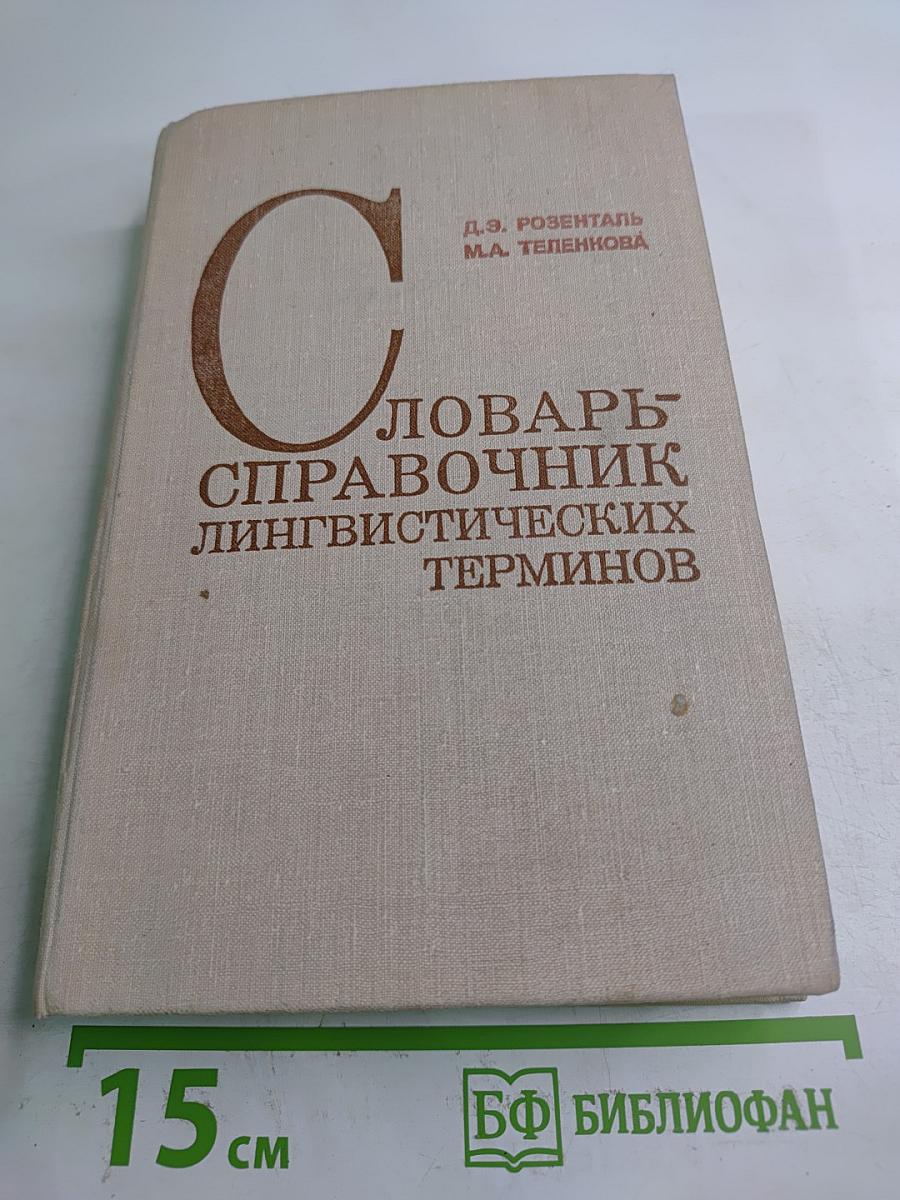 Д.Э. РОЗЕНТАЛЬ
М.А. ТЕЛЕНКОВА
СЛОВАРЬ-
СПРАВОЧНИК
ЛИНГВИСТИЧЕСКИХ
ТЕРМИНОВ
15 см
БФ БИБЛИОФАН